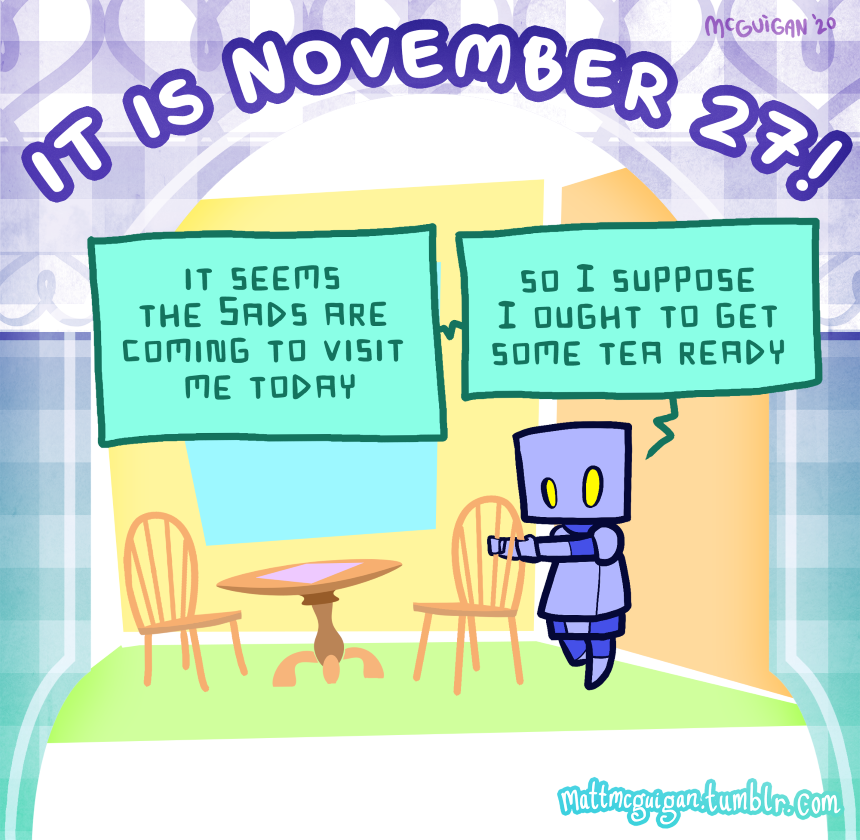 McGUiGAN '20
IT IS NOVEMBER 27!
IT SEEMS
THE SADS ARE
COMING TO VISIT
ME TODAY
SO I SUPPOSE
I OUGHT TO GET
SOME TEA READY
mattmcguigan.tumblr.com